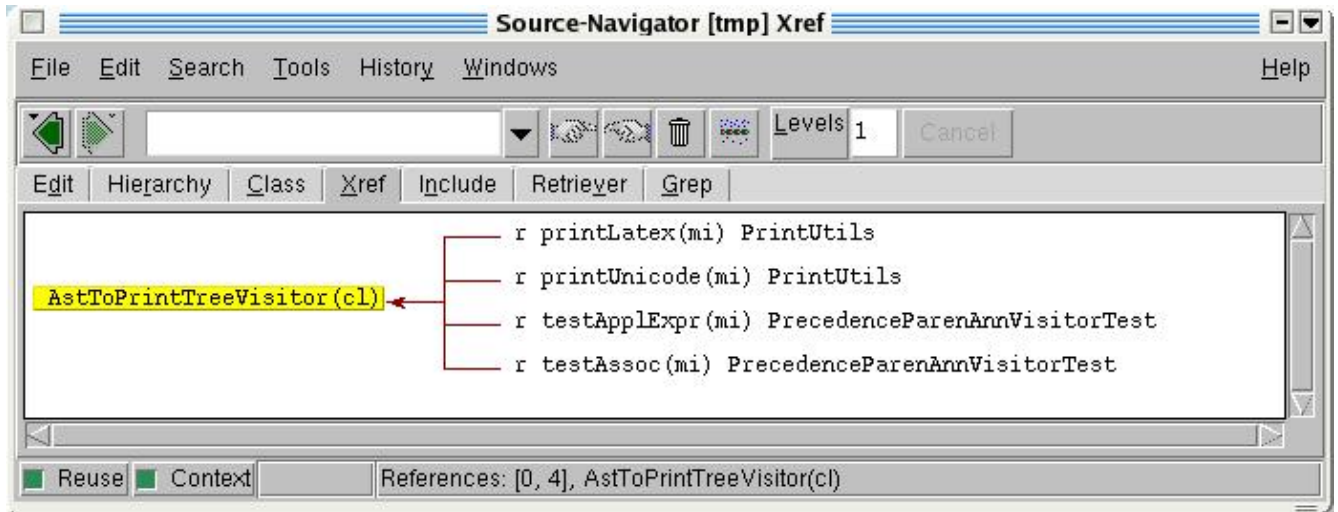 Source-Navigator [tmp] Xref
File Edit Search Tools History Windows Help
Levels 1 Cancel
Edit Hierarchy Class Xref Include Retriever Grep
r printLatex(mi) PrintUtils
r printUnicode(mi) PrintUtils
AstToPrintTreeVisitor(cl)
r testApplExpr(mi) PrecedenceParenAnnVisitorTest
r testAssoc(mi) PrecedenceParenAnnVisitorTest
Reuse Context References: [0, 4], AstToPrintTreeVisitor(cl)